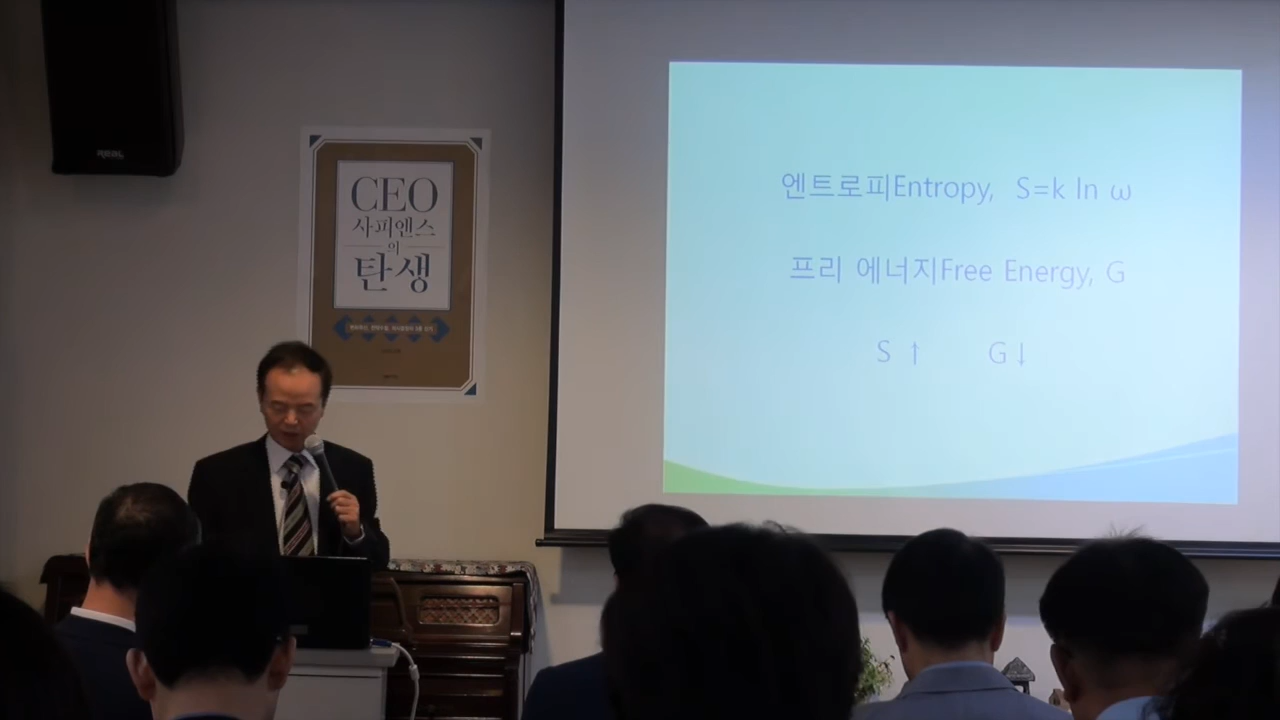 CEO
사피엔스
의
탄생
엔트로피Entropy, S=k ln ω
프리 에너지Free Energy, G
S ↑ G↓